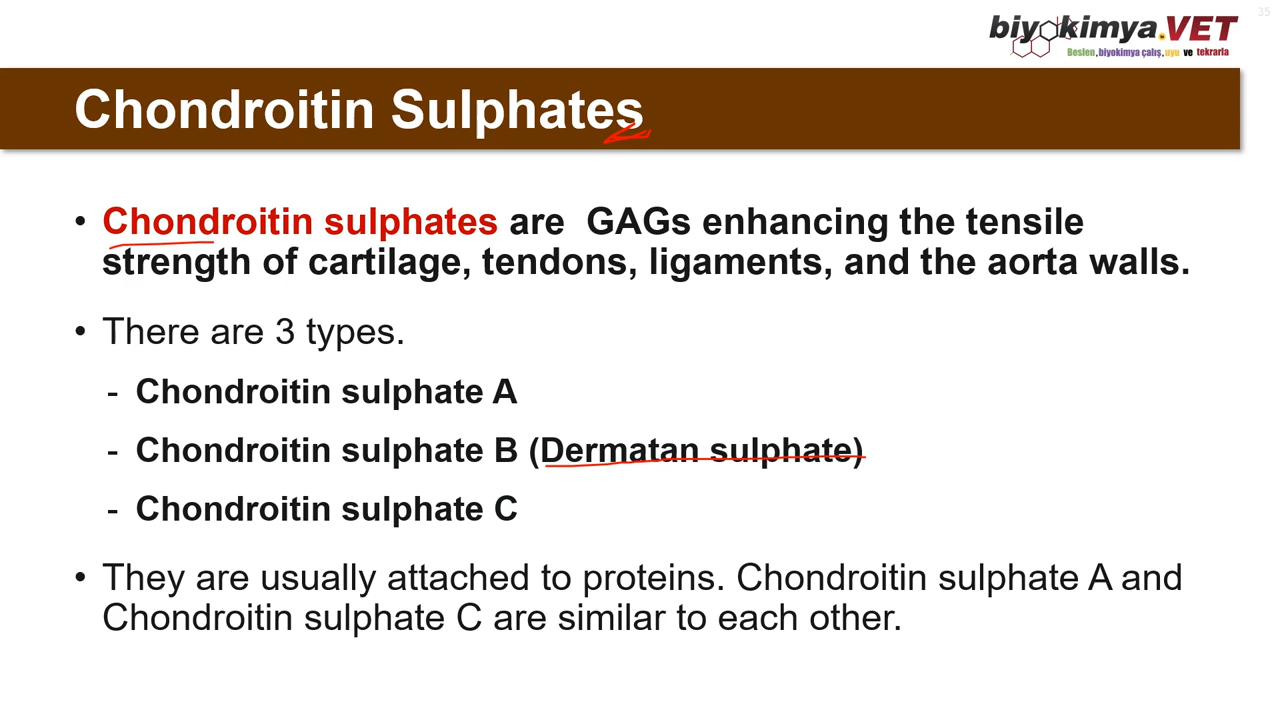 35
biyokimya.VET
Beslen,biyokimya çalış,uyu ve tekrarla
Chondroitin Sulphates
• Chondroitin sulphates are GAGs enhancing the tensile
strength of cartilage, tendons, ligaments, and the aorta walls.
• There are 3 types.
- Chondroitin sulphate A
- Chondroitin sulphate B (Dermatan sulphate)
- Chondroitin sulphate C
• They are usually attached to proteins. Chondroitin sulphate A and
Chondroitin sulphate C are similar to each other.